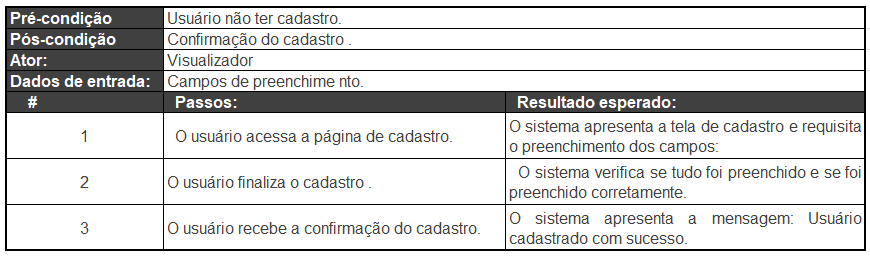 Pré-condição Usuário não ter cadastro.
Pós-condição Confirmação do cadastro .
Ator: Visualizador
Dados de entrada: Campos de preenchime nto.
# Passos: Resultado esperado:
1 O usuário acessa a página de cadastro. O sistema apresenta a tela de cadastro e requisita
o preenchimento dos campos:
2 O usuário finaliza o cadastro . O sistema verifica se tudo foi preenchido e se foi
preenchido corretamente.
3 O usuário recebe a confirmação do cadastro. O sistema apresenta a mensagem: Usuário
cadastrado com sucesso.